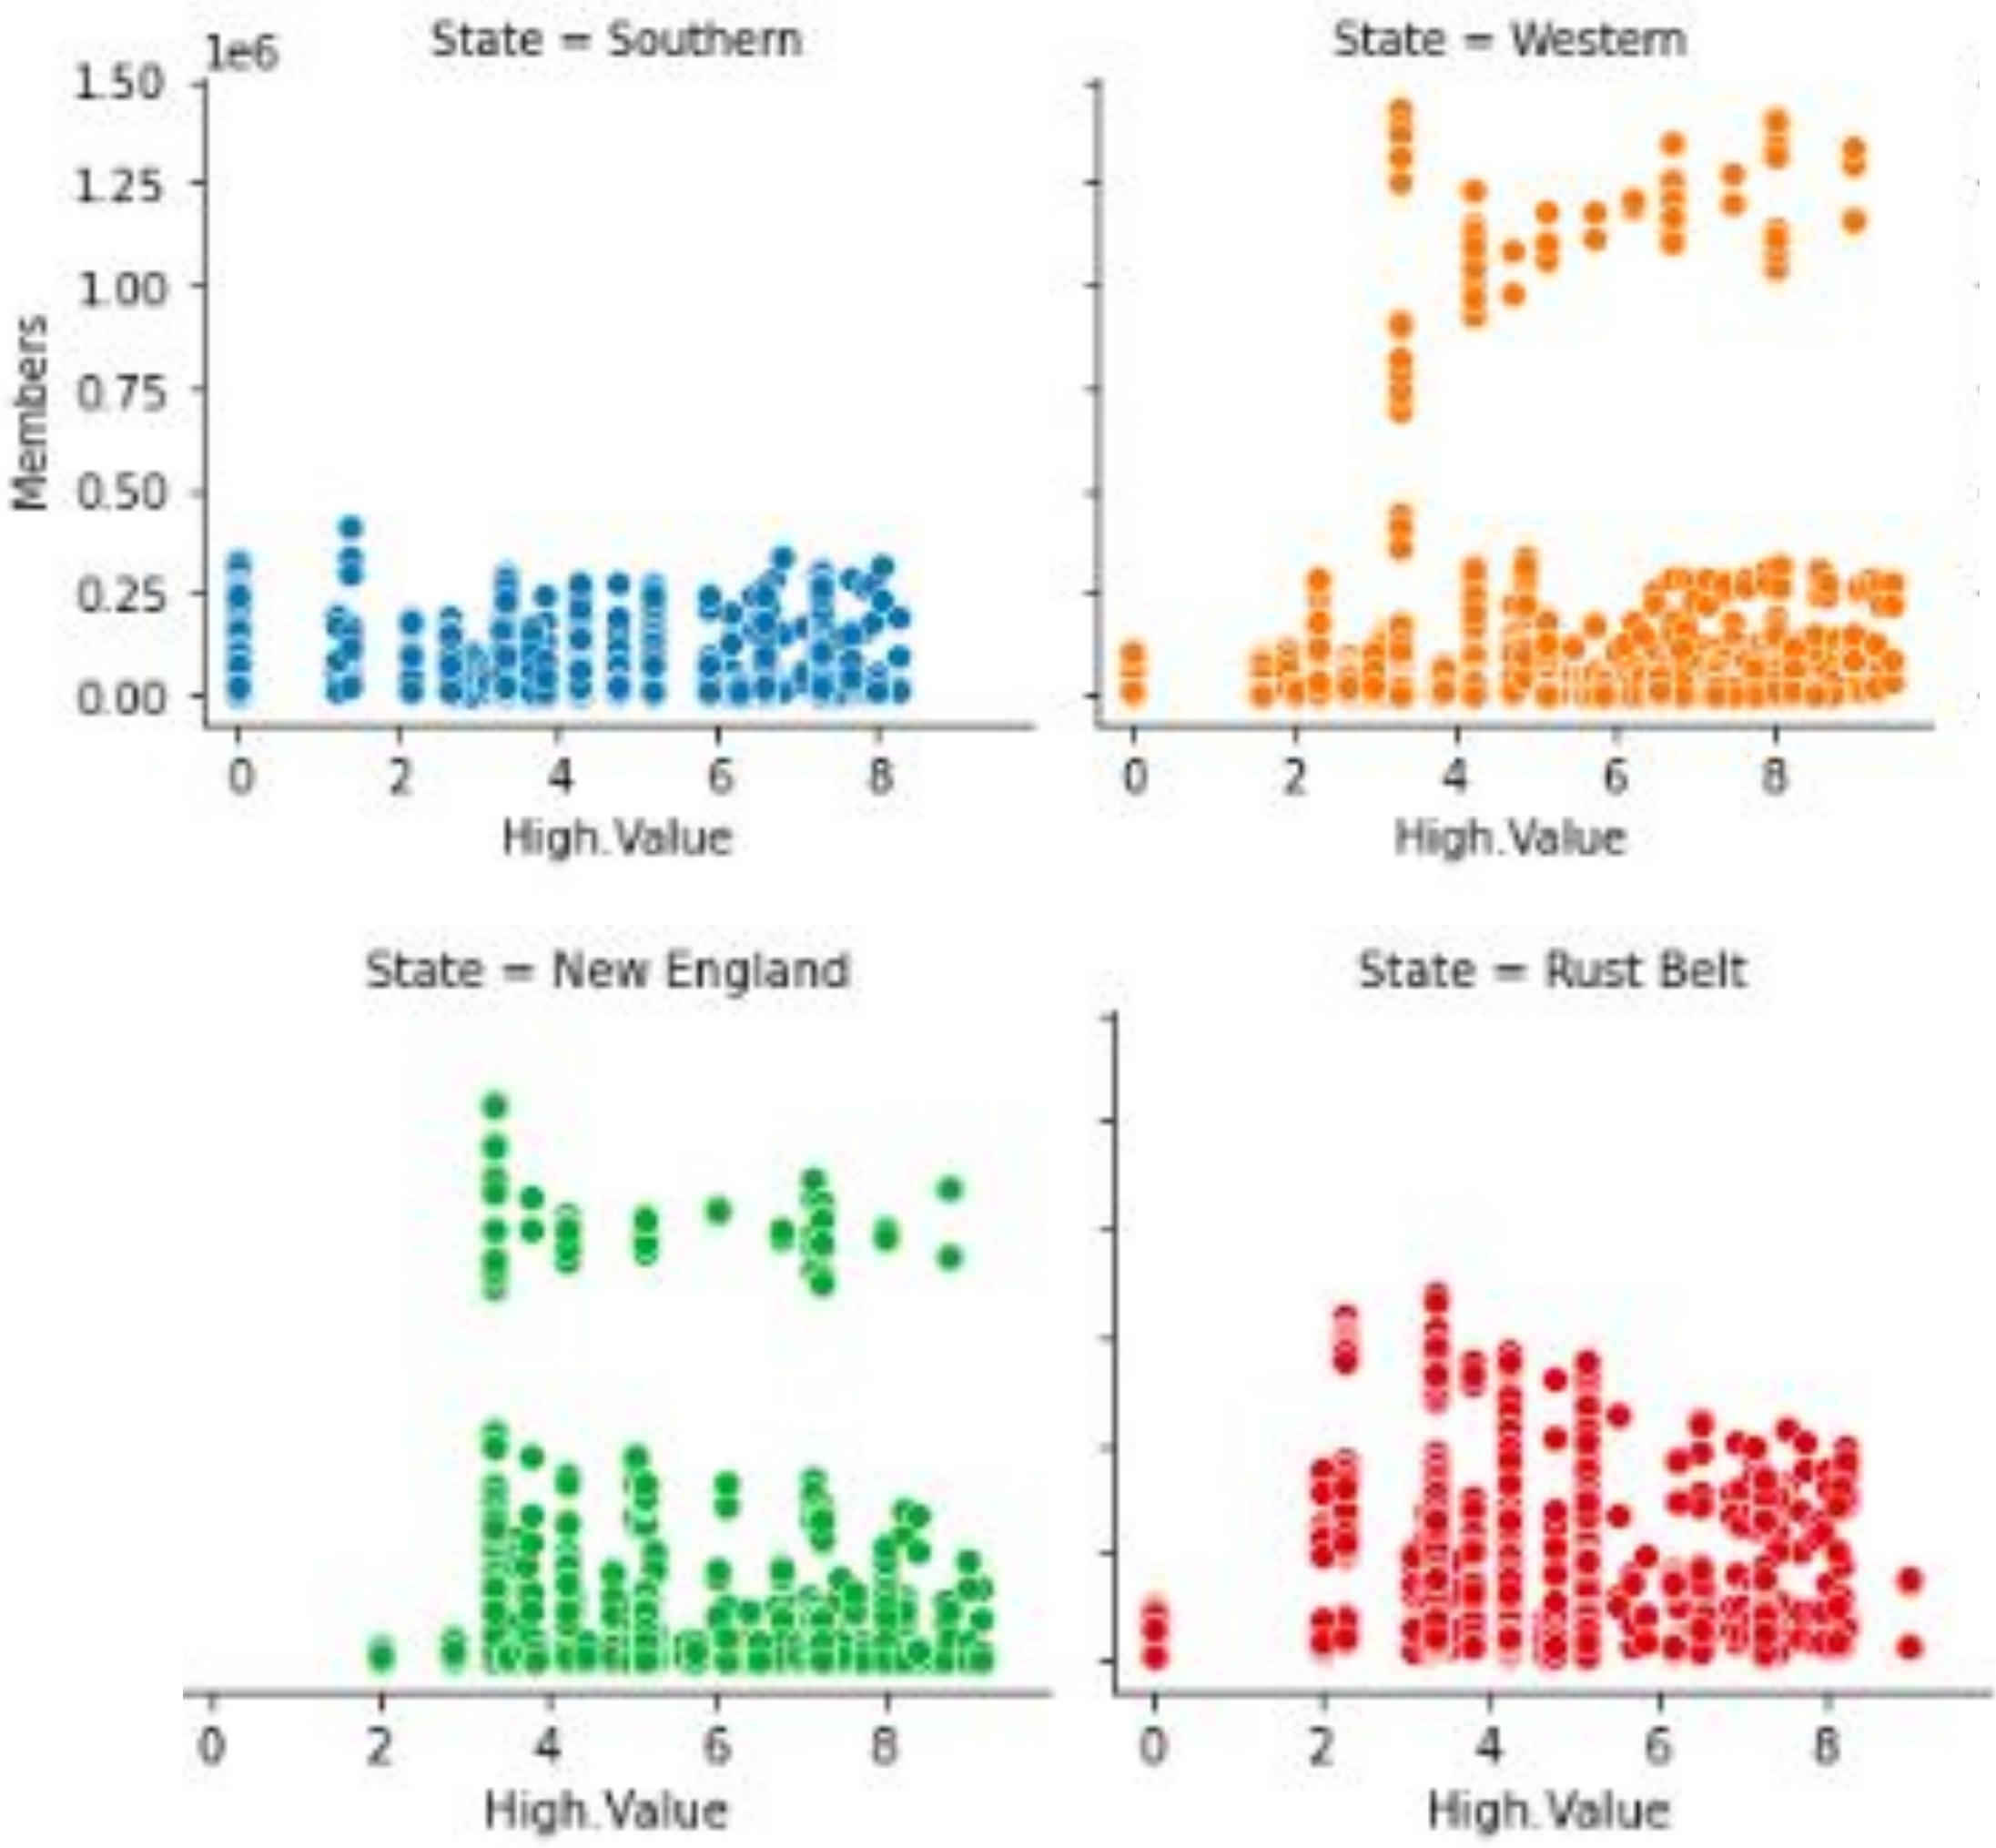 State = Southern
State = Western
1e6
1.50
1.25
1.00
0.75
0.50
0.25
0.00
Members
0 2 4 6 8
0 2 4 6 8
High.Value
High.Value
State = New England
State = Rust Belt
0 2 4 6 8
0 2 4 6 8
High.Value
High.Value